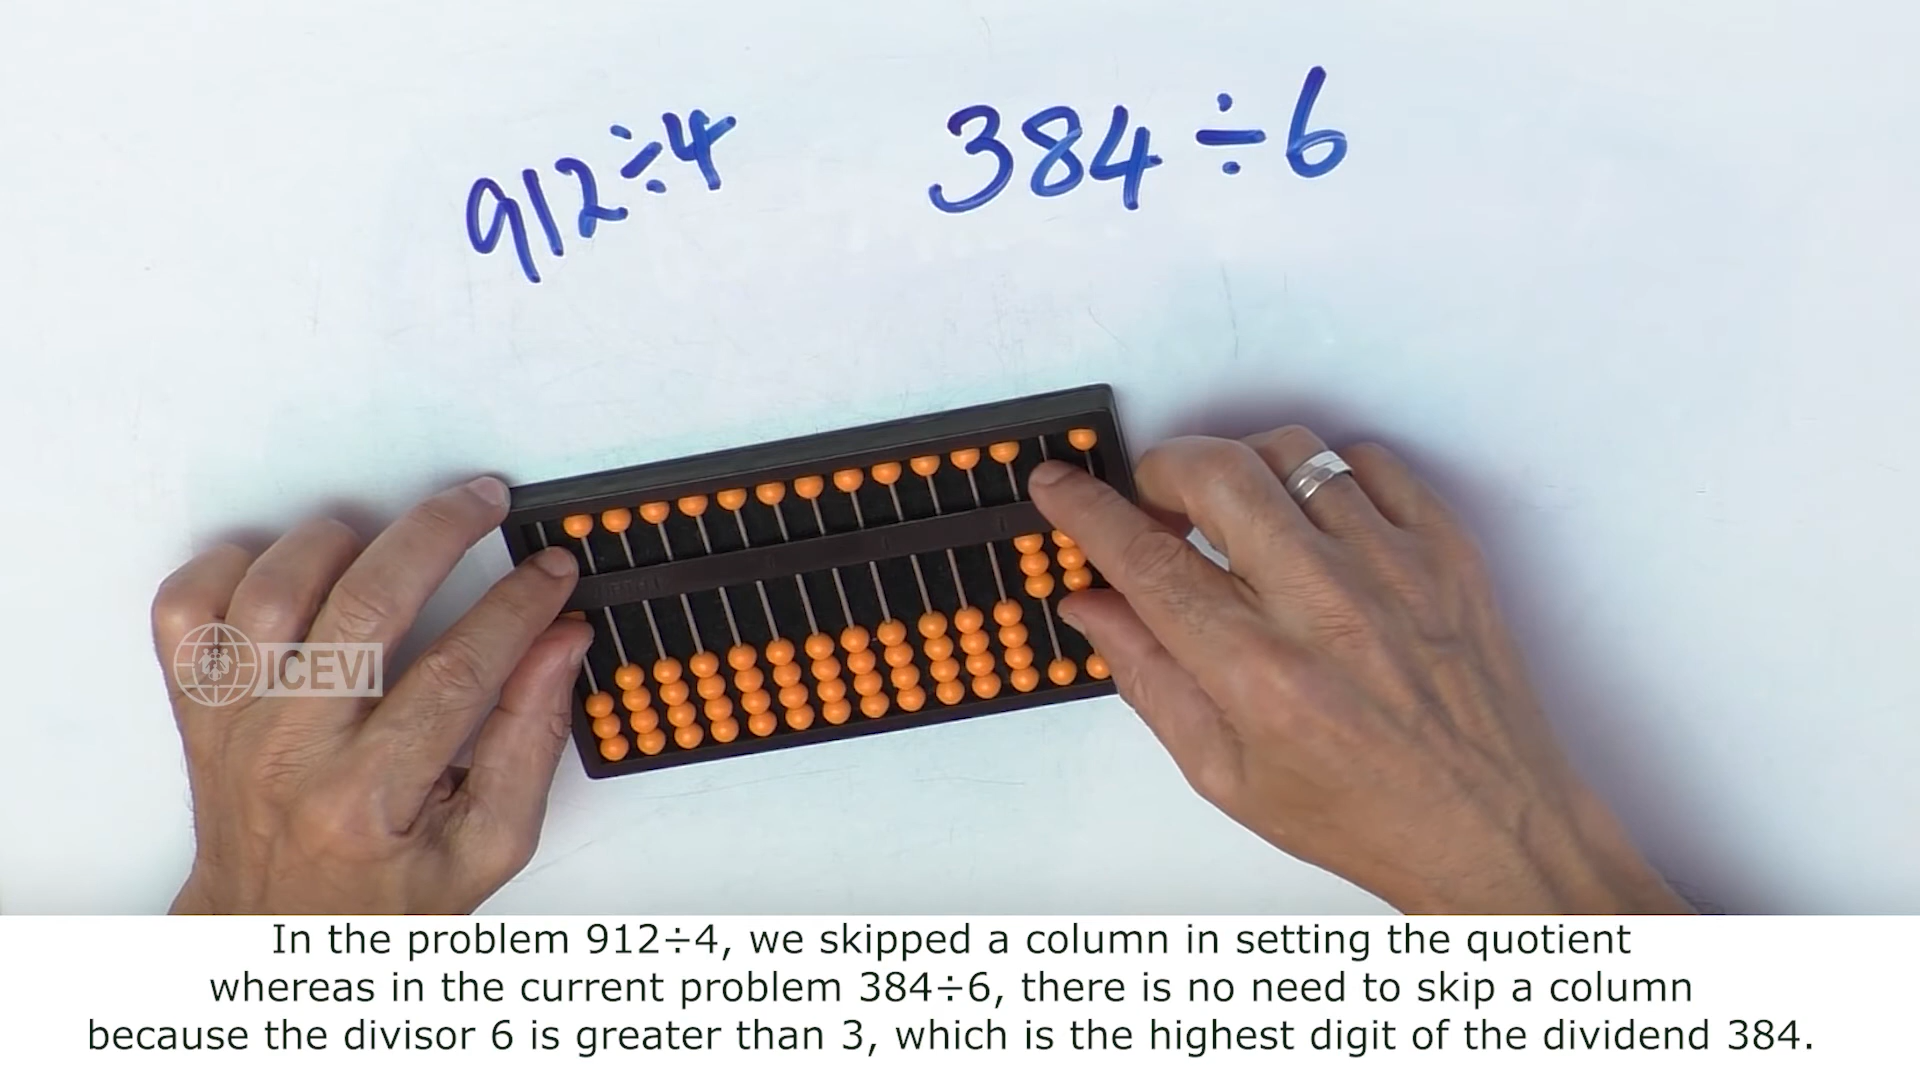 912÷4
384÷6
ICEVI
In the problem 912÷4, we skipped a column in setting the quotient
whereas in the current problem 384÷6, there is no need to skip a column
because the divisor 6 is greater than 3, which is the highest digit of the dividend 384.